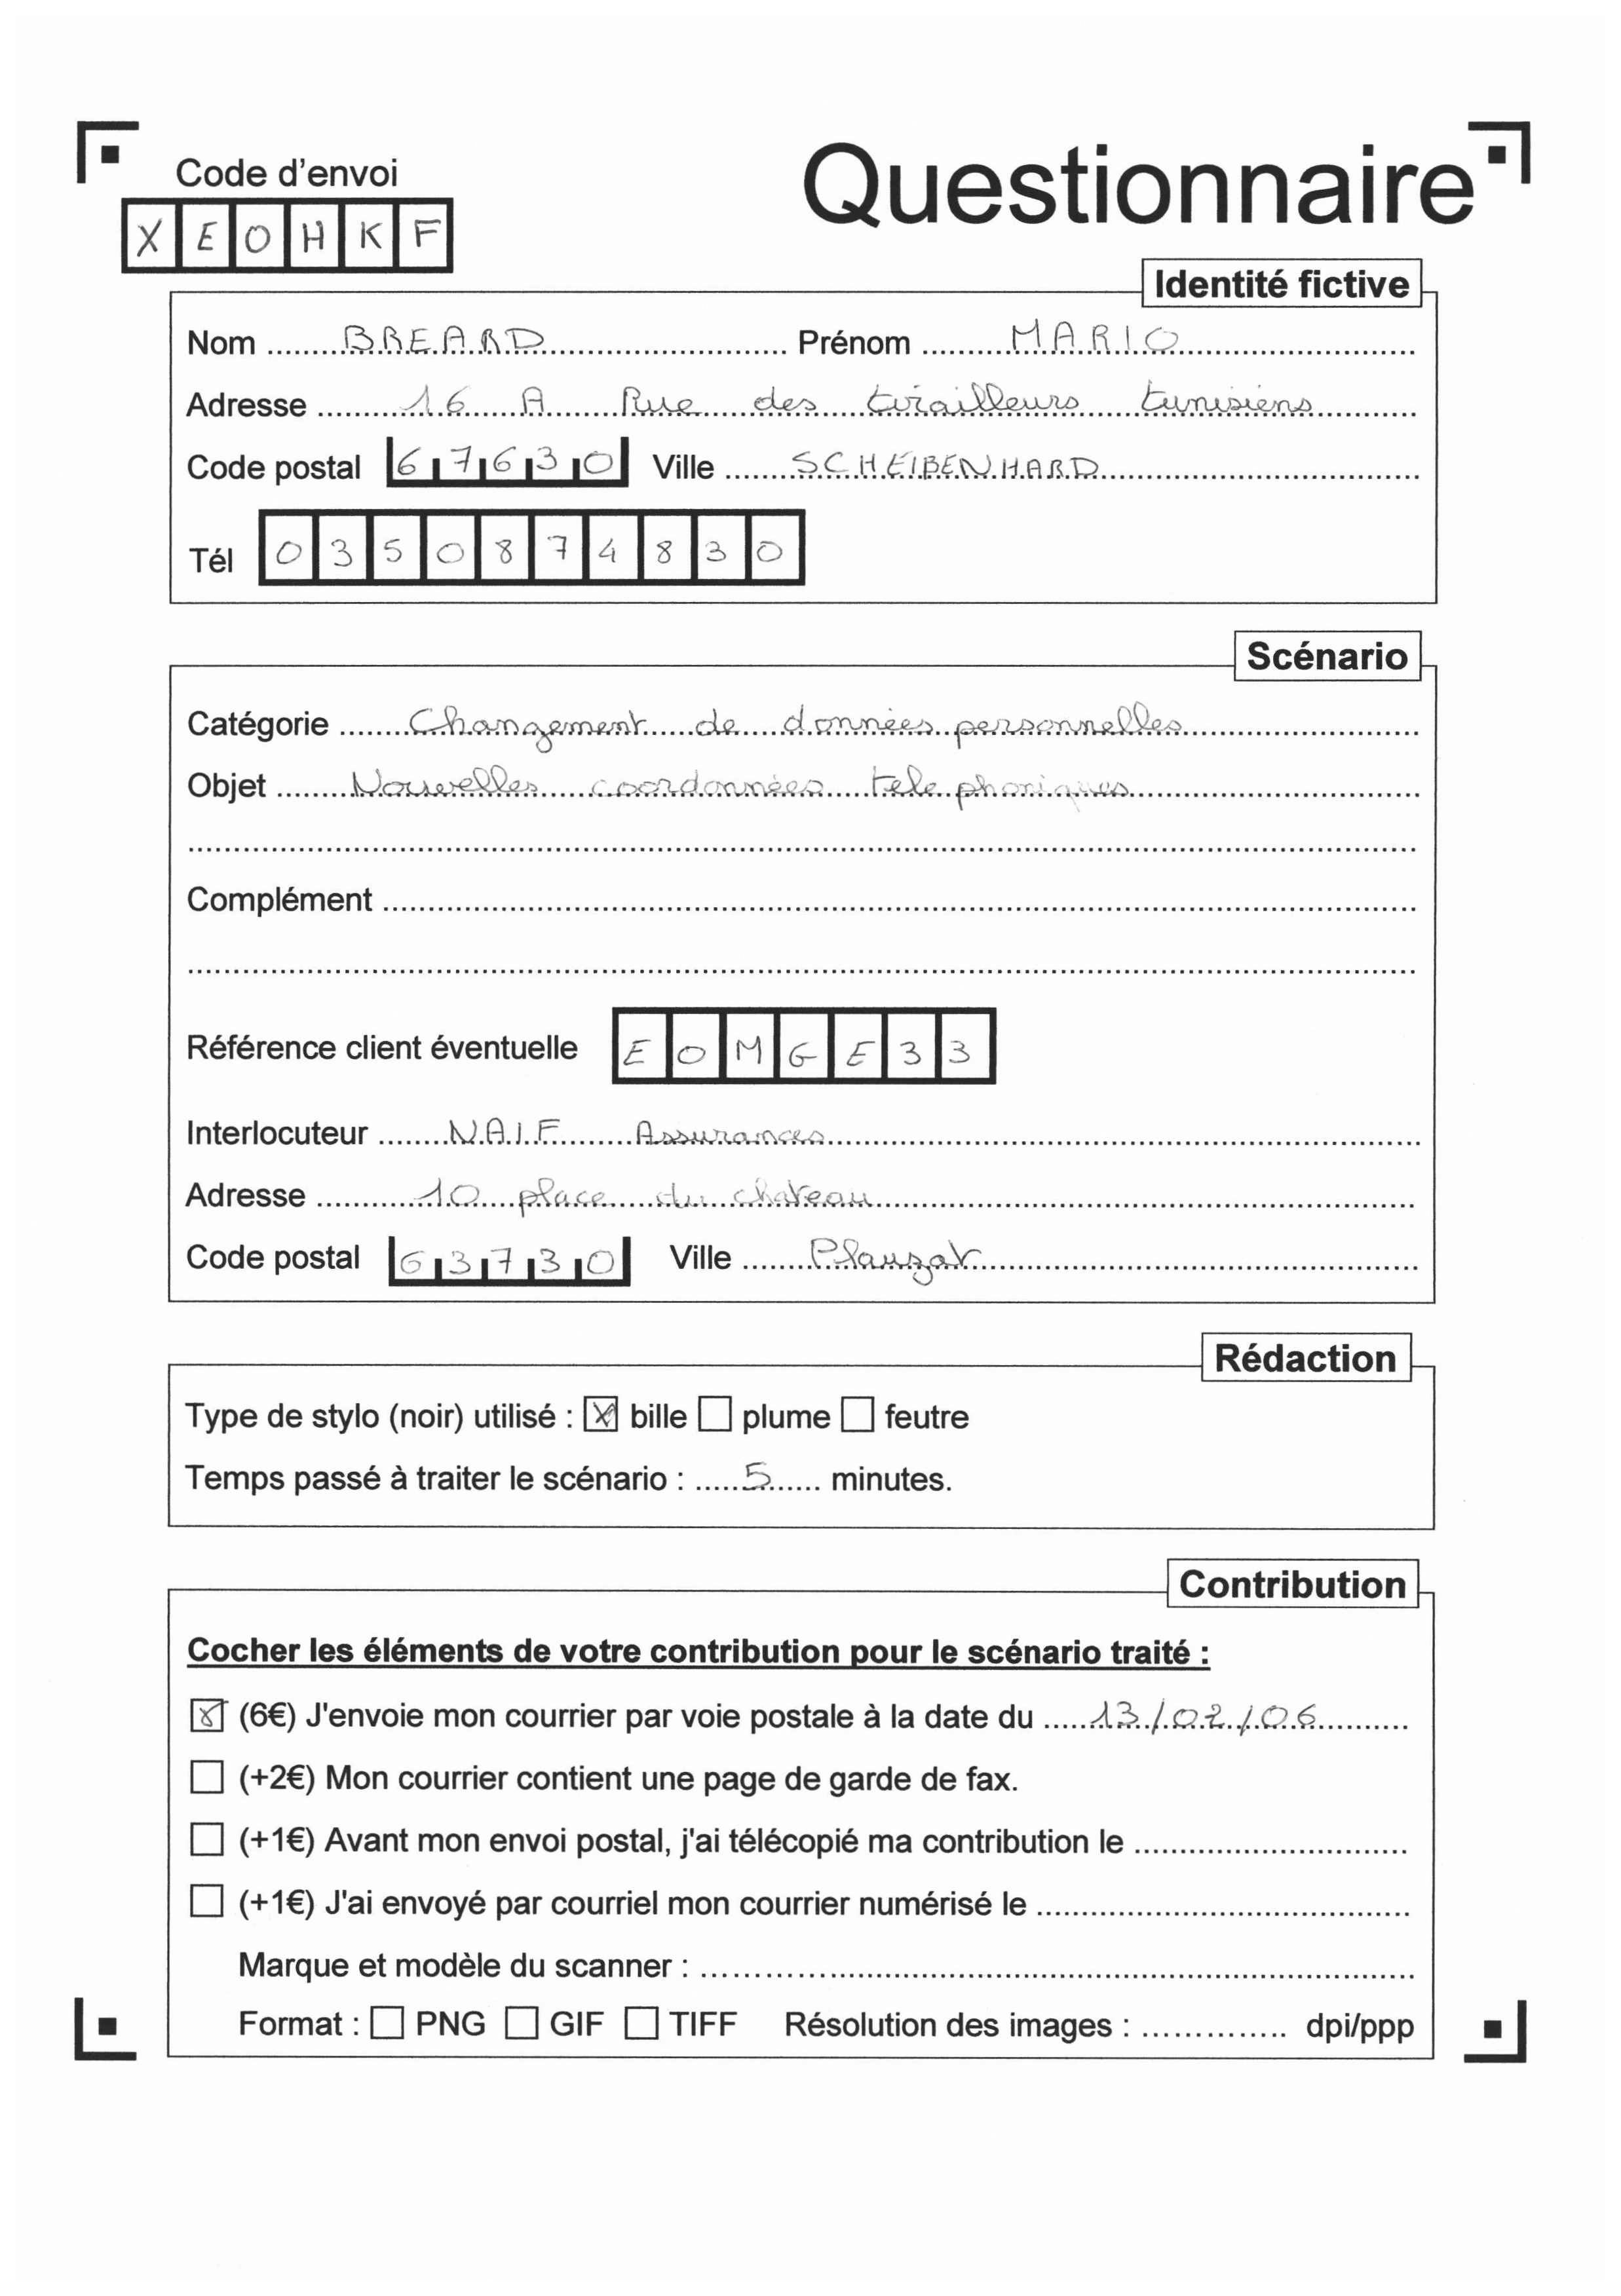 Code d'envoi
Questionnaire
XEOHKF
Identité fictive
Nom BREARD Prénom MARIO
Adresse 16 A Rue des tirailleurs tunisiens
Code postal 67630 Ville SCHEIBENHARD
Tél 0350874830
Scénario
Catégorie Changement de données personnelles
Objet Nouvelles coordonnées telephoniques
Complément
Référence client éventuelle EOMGE33
Interlocuteur NAIF Assurances
Adresse 10 place du chateau
Code postal 63730 Ville Plauzat
Rédaction
Type de stylo (noir) utilisé : ☒ bille ☐ plume ☐ feutre
Temps passé à traiter le scénario : 5 minutes.
Contribution
Cocher les éléments de votre contribution pour le scénario traité :
☒ (6€) J'envoie mon courrier par voie postale à la date du 13/02/06
☐ (+2€) Mon courrier contient une page de garde de fax.
☐ (+1€) Avant mon envoi postal, j'ai télécopié ma contribution le
☐ (+1€) J'ai envoyé par courriel mon courrier numérisé le
Marque et modèle du scanner :
Format : ☐ PNG ☐ GIF ☐ TIFF Résolution des images : dpi/ppp